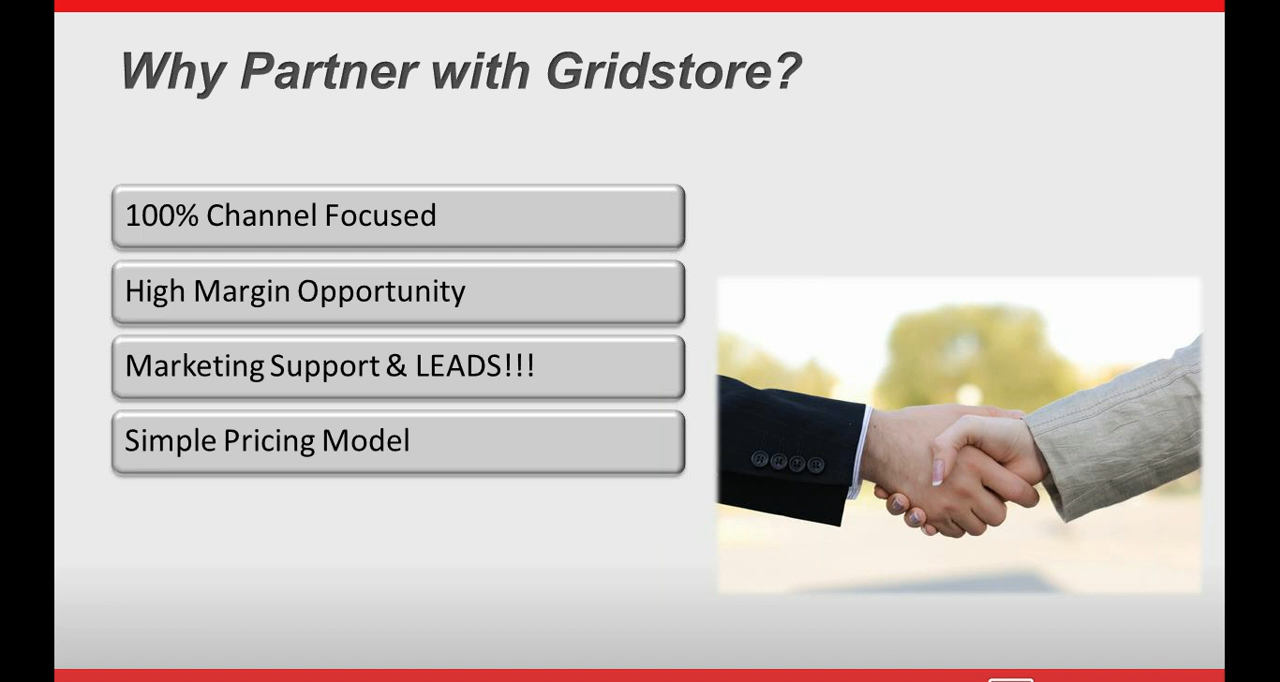 Why Partner with Gridstore?
100% Channel Focused
High Margin Opportunity
Marketing Support & LEADS!!!
Simple Pricing Model